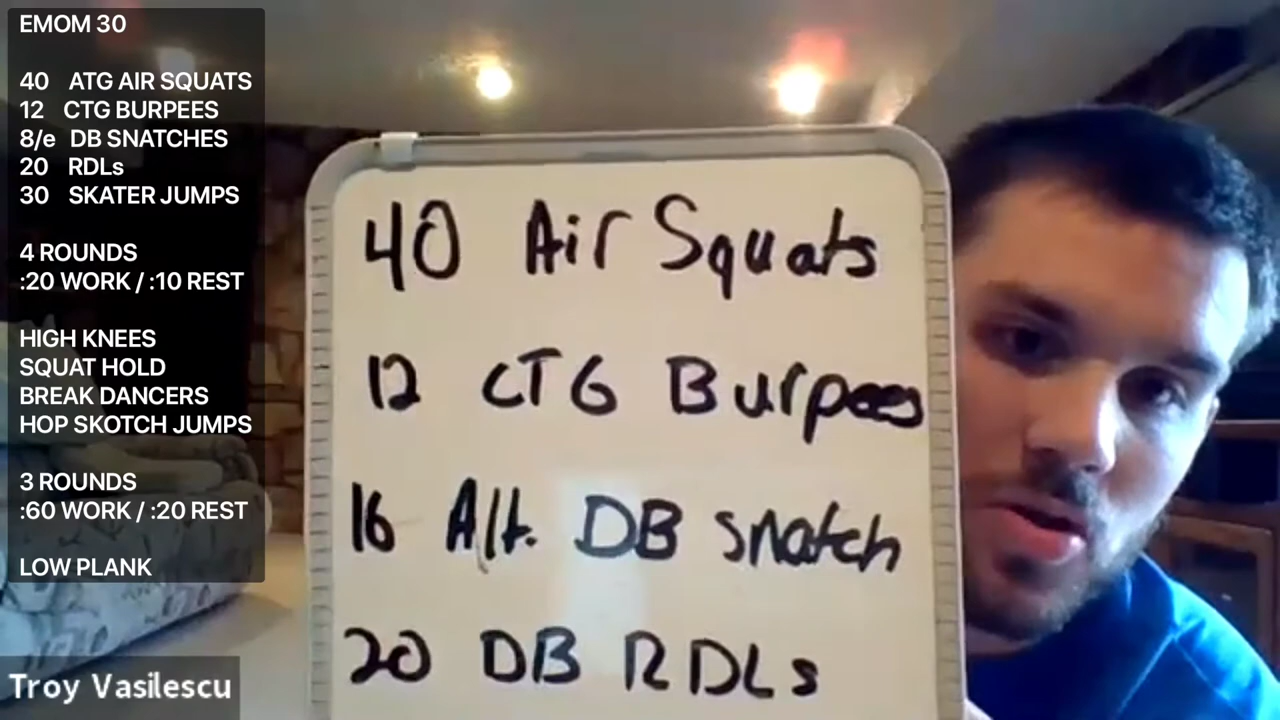 EMOM 30
40 ATG AIR SQUATS
12 CTG BURPEES
8/e DB SNATCHES
20 RDLs
30 SKATER JUMPS
4 ROUNDS
:20 WORK / :10 REST
HIGH KNEES
SQUAT HOLD
BREAK DANCERS
HOP SKOTCH JUMPS
3 ROUNDS
:60 WORK / :20 REST
LOW PLANK
Troy Vasilescu
40 Air Squats
12 CTG Burpees
16 Alt. DB Snatch
20 DB RDLs